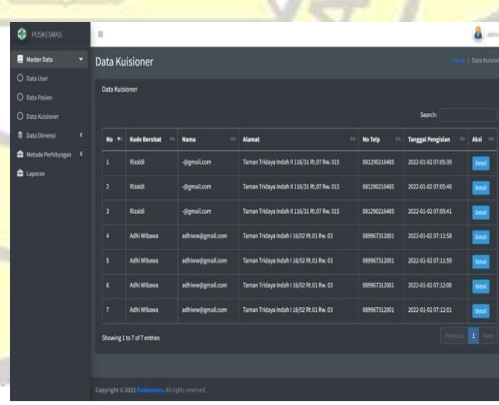 PUSKESMAS
Master Data
Data User
Data Pasien
Data Kuisioner
Data Dimensi
Metode Perhitungan
Laporan
Data Kuisioner
Home / Data Kuisioner
Data Kuisioner
Search:
No Kode Berobat Nama Alamat No Telp Tanggal Pengisian Aksi
1 Rizaldi -@gmail.com Taman Tridaya Indah II 116/31 Rt.07 Rw. 015 081290216485 2022-01-02 07:05:39 Detail
2 Rizaldi -@gmail.com Taman Tridaya Indah II 116/31 Rt.07 Rw. 015 081290216485 2022-01-02 07:05:40 Detail
3 Rizaldi -@gmail.com Taman Tridaya Indah II 116/31 Rt.07 Rw. 015 081290216485 2022-01-02 07:05:41 Detail
4 Adhi Wibawa adhiww@gmail.com Taman Tridaya Indah I 16/02 Rt.01 Rw. 03 089967312001 2022-01-02 07:11:58 Detail
5 Adhi Wibawa adhiww@gmail.com Taman Tridaya Indah I 16/02 Rt.01 Rw. 03 089967312001 2022-01-02 07:11:59 Detail
6 Adhi Wibawa adhiww@gmail.com Taman Tridaya Indah I 16/02 Rt.01 Rw. 03 089967312001 2022-01-02 07:12:00 Detail
7 Adhi Wibawa adhiww@gmail.com Taman Tridaya Indah I 16/02 Rt.01 Rw. 03 089967312001 2022-01-02 07:12:01 Detail
Showing 1 to 7 of 7 entries
Previous 1 Next
Copyright © 2021 Puskesmas. All rights reserved.